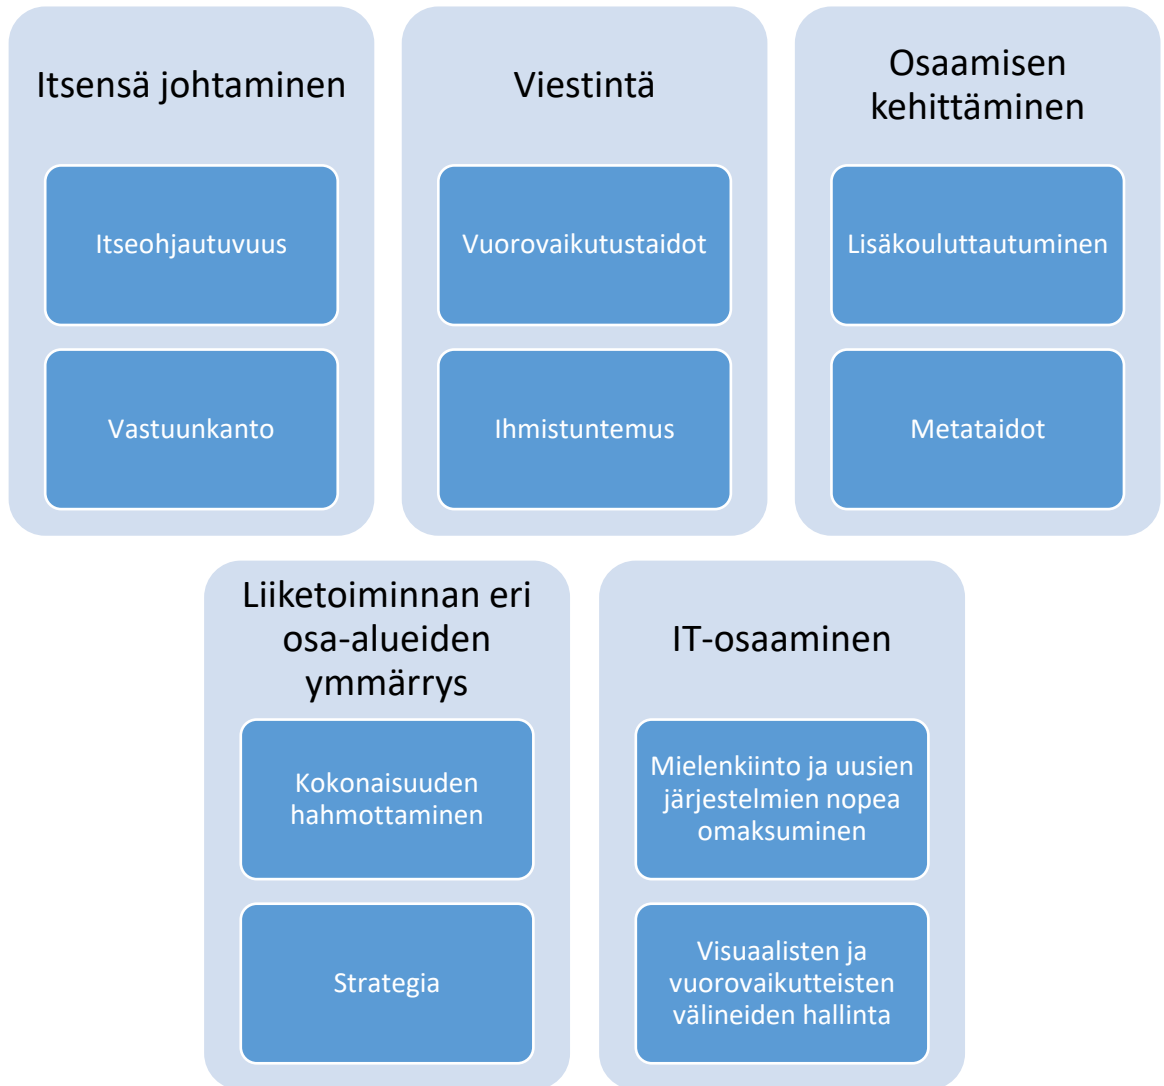 Itsensä johtaminen
Itseohjautuvuus
Vastuunkanto
Viestintä
Vuorovaikutustaidot
Ihmistuntemus
Osaamisen
kehittäminen
Lisäkouluttautuminen
Metataidot
Liiketoiminnan eri
osa-alueiden
ymmärrys
Kokonaisuuden
hahmottaminen
Strategia
IT-osaaminen
Mielenkiinto ja uusien
järjestelmien nopea
omaksuminen
Visuaalisten ja
vuorovaikutteisten
välineiden hallinta